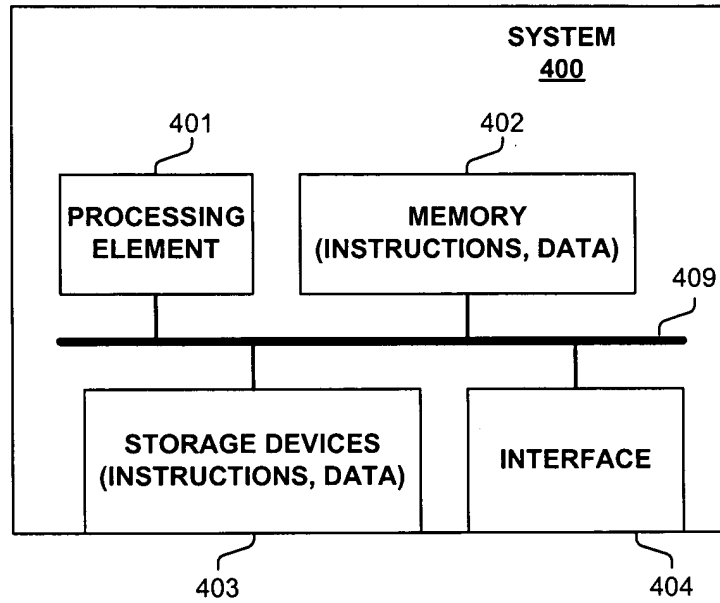 SYSTEM
400
401
402
PROCESSING
ELEMENT
MEMORY
(INSTRUCTIONS, DATA)
409
STORAGE DEVICES
(INSTRUCTIONS, DATA)
INTERFACE
403
404